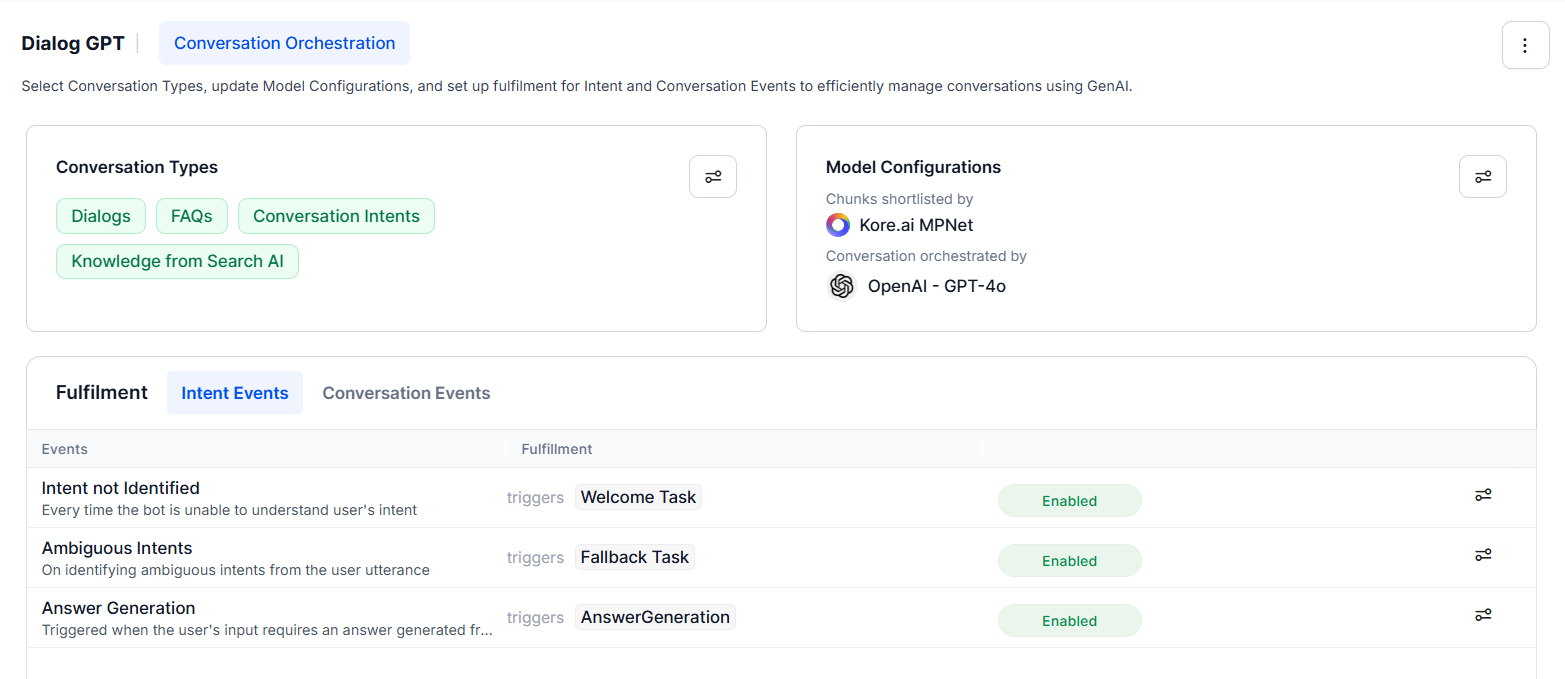 Dialog GPT
Conversation Orchestration
Select Conversation Types, update Model Configurations, and set up fulfilment for Intent and Conversation Events to efficiently manage conversations using GenAI.
Conversation Types
Dialogs FAQs Conversation Intents
Knowledge from Search AI
Model Configurations
Chunks shortlisted by
Kore.ai MPNet
Conversation orchestrated by
OpenAI - GPT-4o
Fulfilment Intent Events Conversation Events
Events Fulfillment
Intent not Identified
Every time the bot is unable to understand user's intent
triggers Welcome Task Enabled
Ambiguous Intents
On identifying ambiguous intents from the user utterance
triggers Fallback Task Enabled
Answer Generation
Triggered when the user's input requires an answer generated fr...
triggers AnswerGeneration Enabled